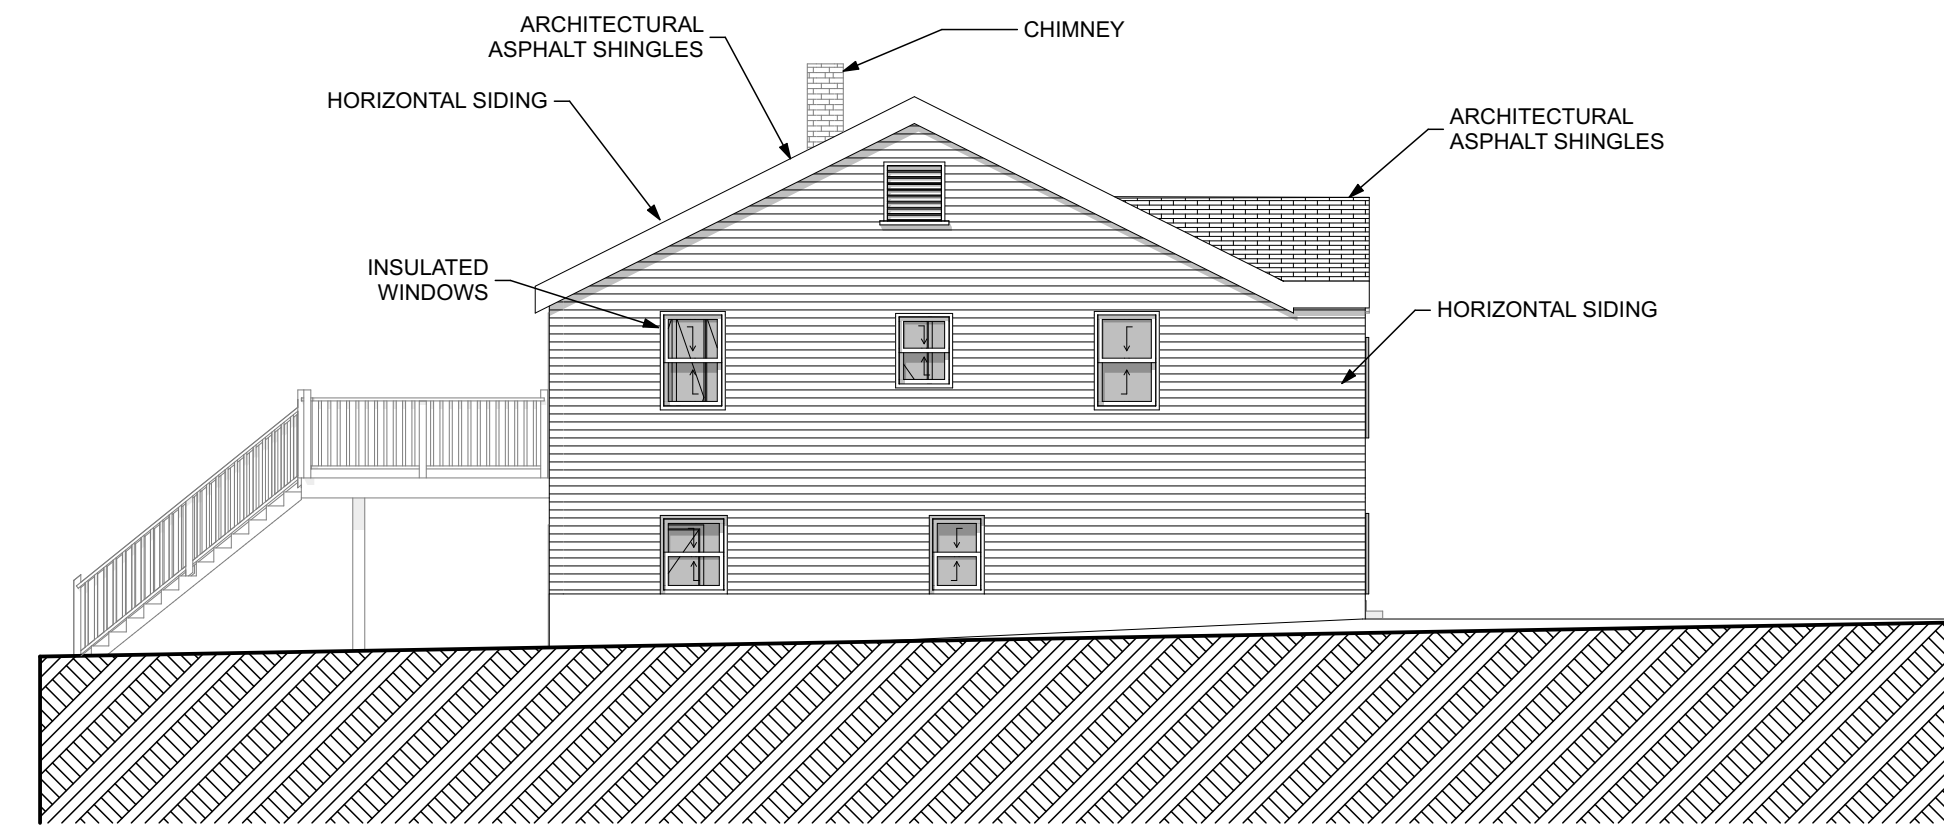 ARCHITECTURAL
ASPHALT SHINGLES
CHIMNEY
HORIZONTAL SIDING
ARCHITECTURAL
ASPHALT SHINGLES
INSULATED
WINDOWS
HORIZONTAL SIDING